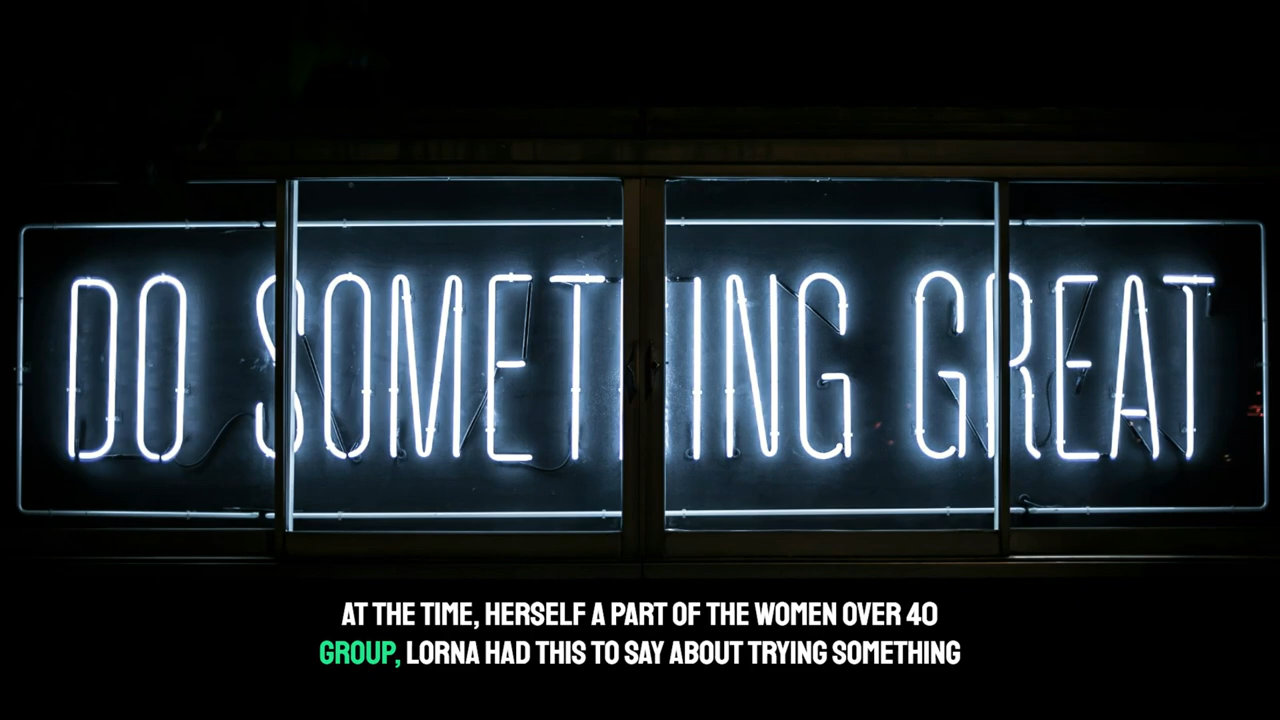 DO SOMETHING GREAT
AT THE TIME, HERSELF A PART OF THE WOMEN OVER 40
GROUP, LORNA HAD THIS TO SAY ABOUT TRYING SOMETHING